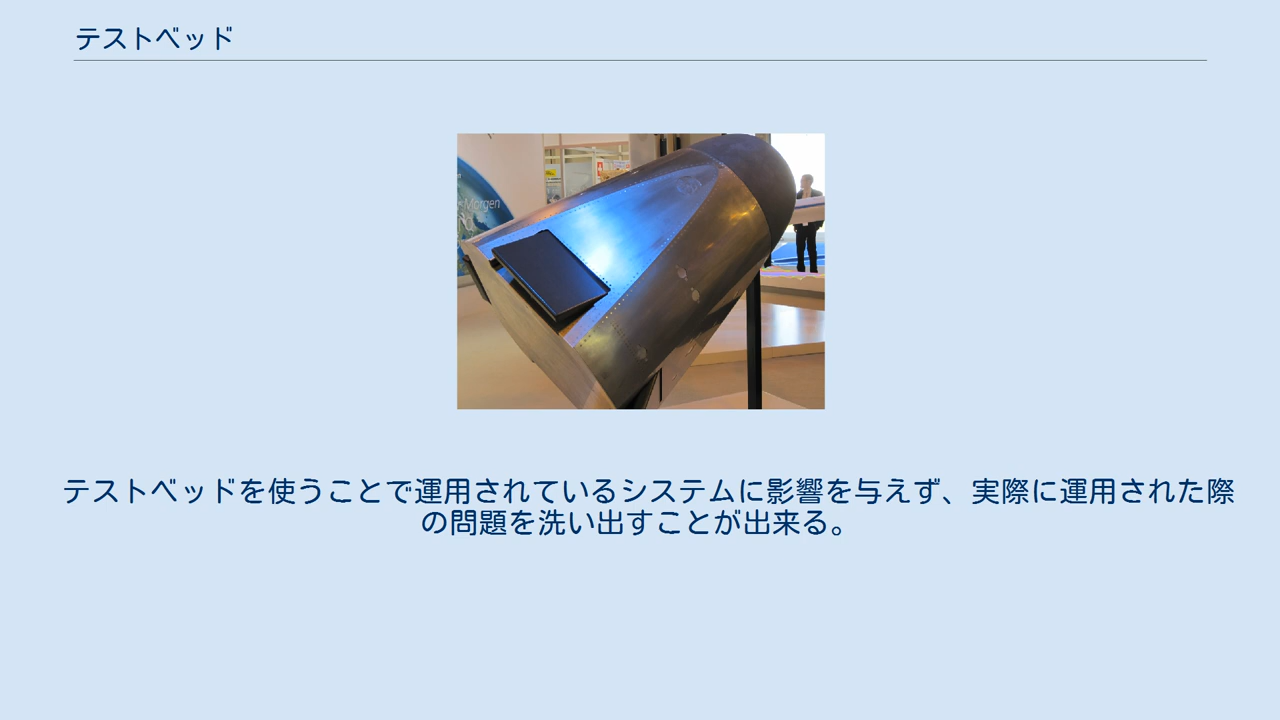 テストベッド
Morgen
テストベッドを使うことで運用されているシステムに影響を与えず、実際に運用された際
の問題を洗い出すことが出来る。